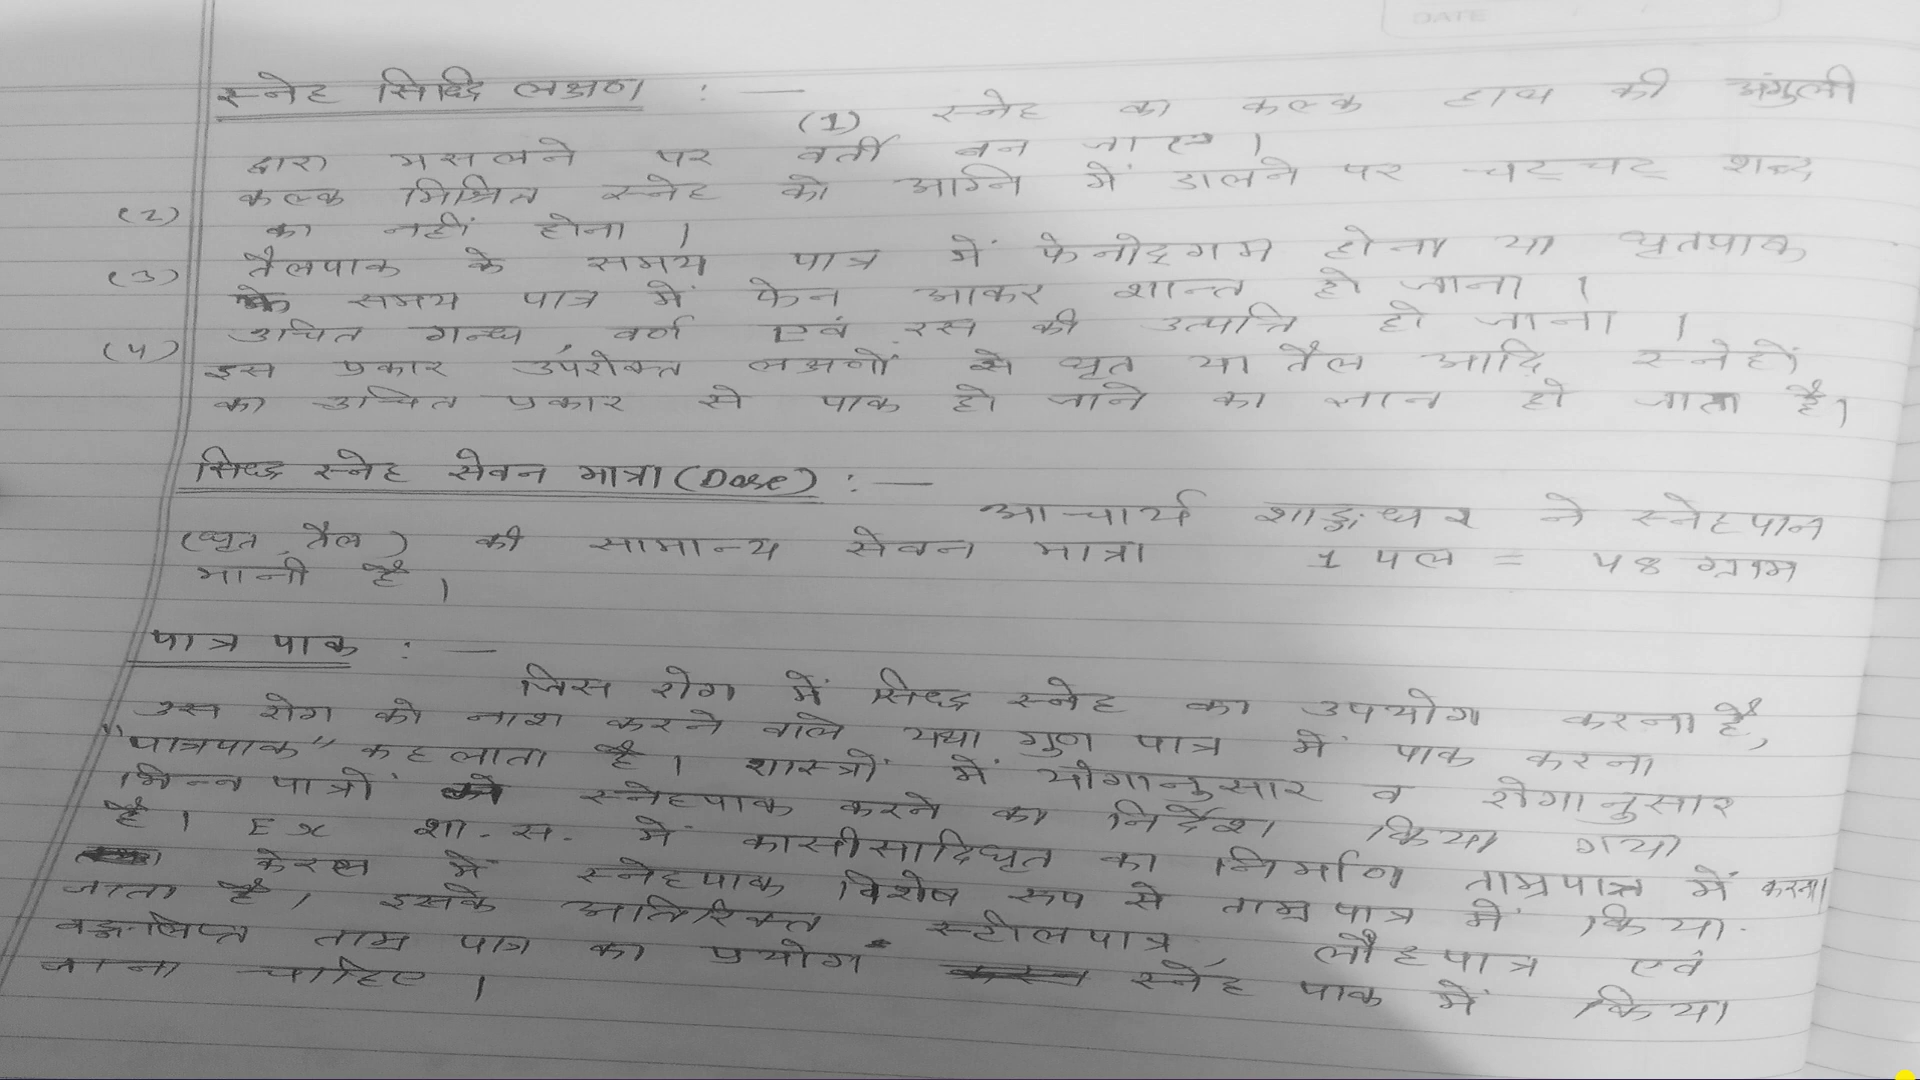 DATE
स्नेह सिद्धि लक्षण : —
(1) स्नेह का कल्क हाथ की अंगुली
द्वारा मसलने पर वर्ती बन जाए ।
(2) कल्क मिश्रित स्नेह को अग्नि में डालने पर चट्चट् शब्द
का नहीं होना ।
(3) तैलपाक के समय पात्र में फेनोद्गम होना या घृतपाक
के समय पात्र में फेन आकर शान्त हो जाना ।
(4) उचित गन्ध, वर्ण एवं रस की उत्पत्ति हो जाना ।
इस प्रकार उपरोक्त लक्षणों से घृत या तैल आदि स्नेहों
का उचित प्रकार से पाक हो जाने का ज्ञान हो जाता है।
सिद्ध स्नेह सेवन मात्रा (Dose) : —
आचार्य शार्ङ्गधर ने स्नेहपान
(घृत, तैल) की सामान्य सेवन मात्रा 1 पल = 48 ग्राम
मानी है ।
पात्र पाक : —
जिस रोग में सिद्ध स्नेह का उपयोग करना है,
उस रोग को नाश करने वाले यथा गुण पात्र में पाक करना
"पात्रपाक" कहलाता है । शास्त्रों में योगानुसार व रोगानुसार
भिन्न पात्रों स्नेहपाक करने का निर्देश किया गया
है । Ex शा. स. में कासीसादिघृत का निर्माण ताम्रपात्र में करना।
केरल में स्नेहपाक विशेष रूप से ताम्र पात्र में किया
जाता है, इसके अतिरिक्त स्टीलपात्र, लौहपात्र एवं
वङ्गलिप्त ताम्र पात्र का प्रयोग स्नेह पाक में किया
जाना चाहिए ।